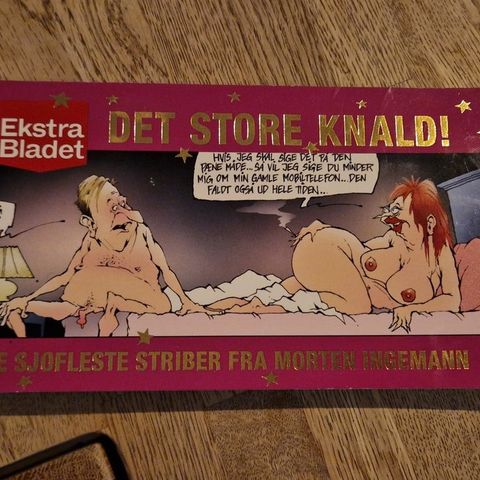 Ekstra
Bladet
DET STORE KNALD!
HVIS JEG SKAL SIGE DET PÅ DEN
PÆNE MÅDE... SÅ VIL JEG SIGE DU MINDER
MIG OM MIN GAMLE MOBILTELEFON... DEN
FALDT OGSÅ UD HELE TIDEN...
E SJOFLESTE STRIBER FRA MORTEN INGEMANN